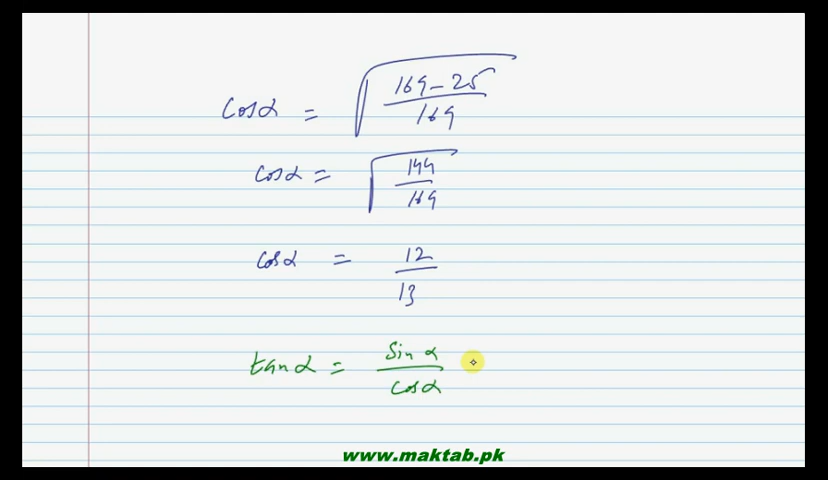 cosα = √(169-25/169)
cosα = √(144/169)
cosα = 12/13
tanα = sinα/cosα
www.maktab.pk